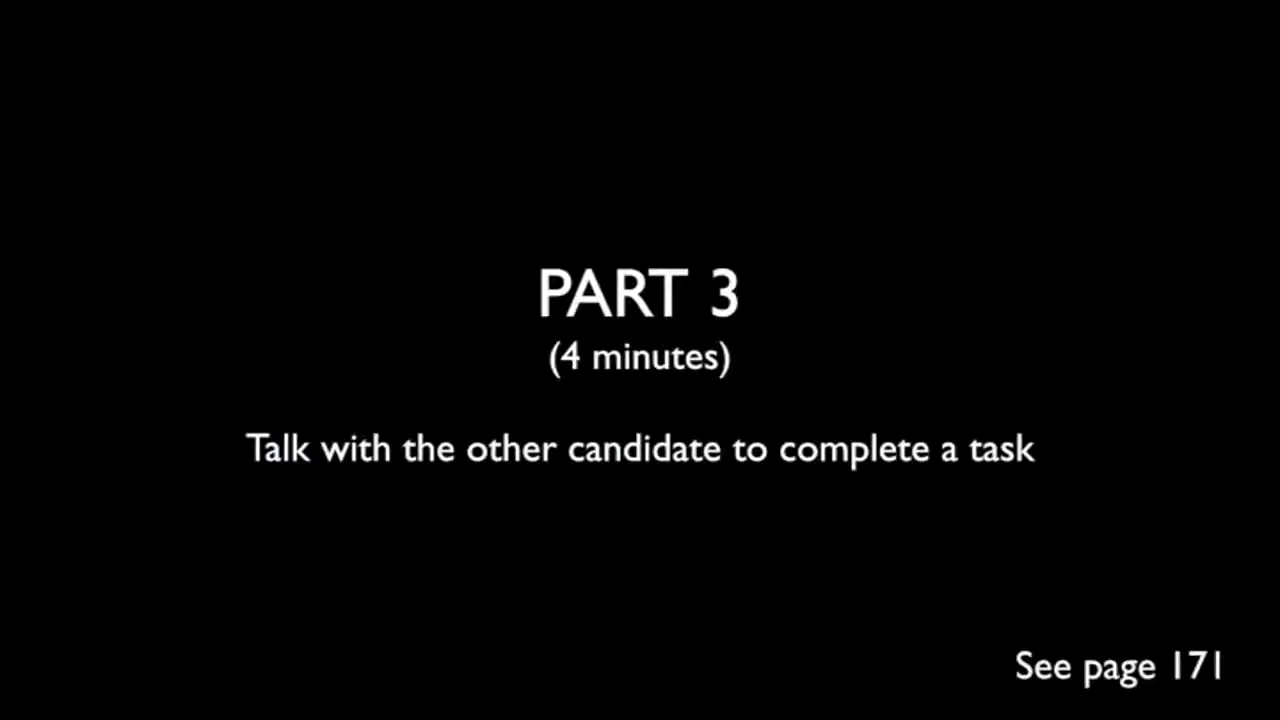 PART 3
(4 minutes)
Talk with the other candidate to complete a task
See page 171